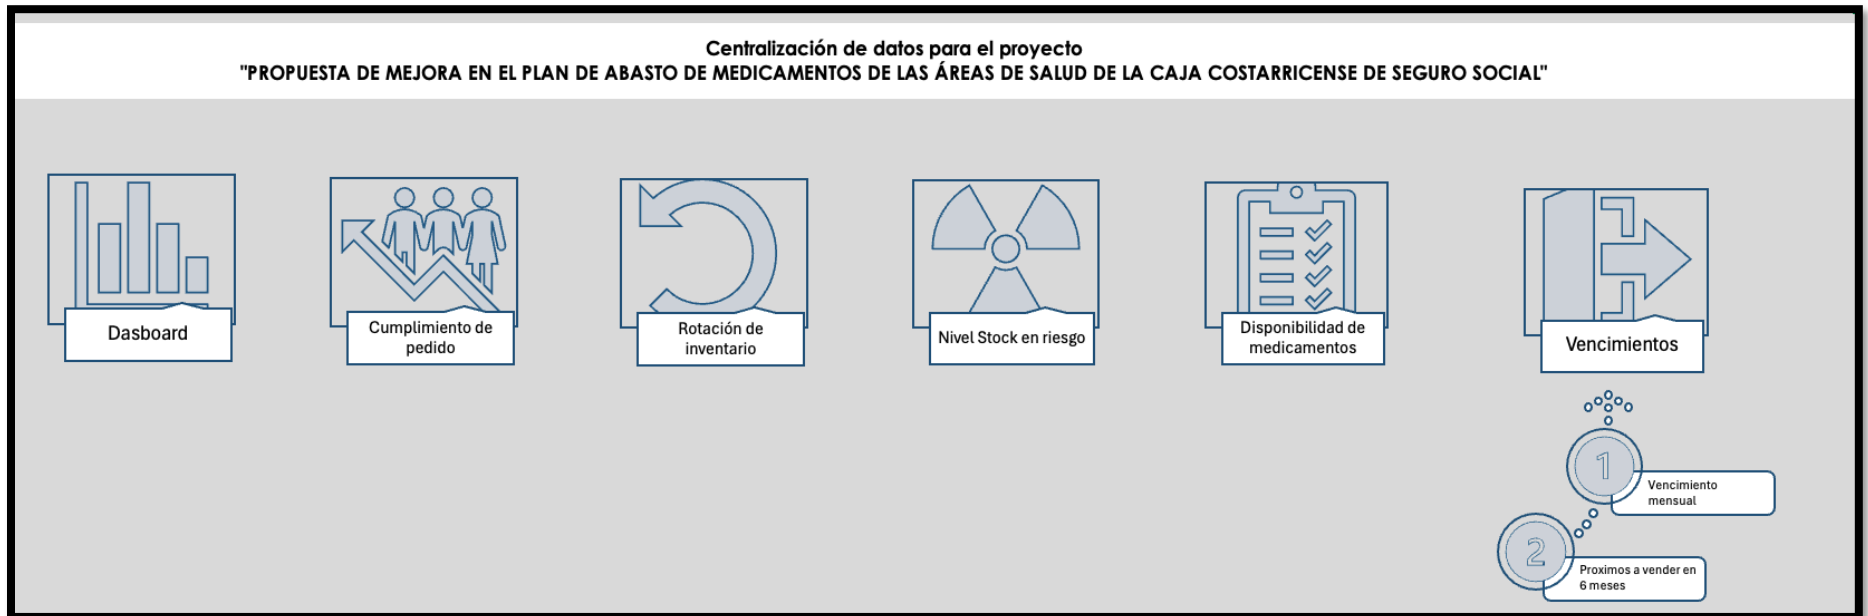 Centralización de datos para el proyecto
"PROPUESTA DE MEJORA EN EL PLAN DE ABASTO DE MEDICAMENTOS DE LAS ÁREAS DE SALUD DE LA CAJA COSTARRICENSE DE SEGURO SOCIAL"
Dasboard
Cumplimiento de
pedido
Rotación de
inventario
Nivel Stock en riesgo
Disponibilidad de
medicamentos
Vencimientos
1
Vencimiento
mensual
2
Proximos a vender en
6 meses